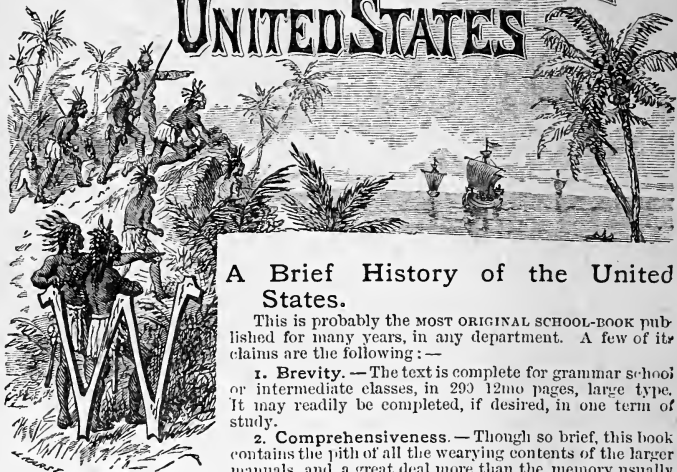 UNITED STATES
W
A Brief History of the United
States.
This is probably the MOST ORIGINAL SCHOOL-BOOK pub-
lished for many years, in any department. A few of its
claims are the following: —
1. Brevity. — The text is complete for grammar school
or intermediate classes, in 290 12mo pages, large type.
It may readily be completed, if desired, in one term of
study.
2. Comprehensiveness. — Though so brief, this book
contains the pith of all the wearying contents of the larger
manuals, and a great deal more than the memory usually